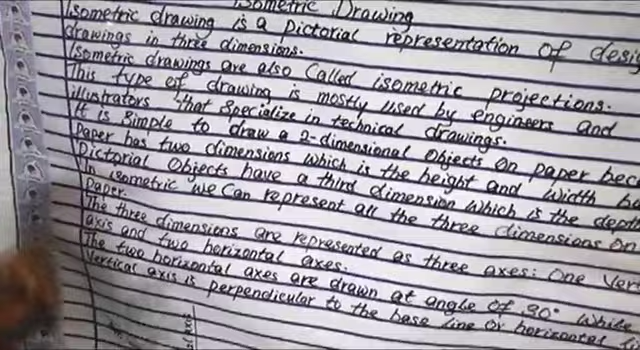 Isometric Drawing
Isometric drawing is a pictorial representation of
drawings in three dimensions.
Isometric drawings are also Called isometric projections.
This type of drawing is mostly used by engineers and
illustrators that Specialize in technical drawings.
It is Simple to draw a 2-dimensional Objects On paper
Paper has two dimensions which is the height and width
Pictorial Objects have a third dimension which is the
In isometric we Can represent all the three dimensions On
paper.
The three dimensions are represented as three axes: One
axis and two horizontal axes.
The two horizontal axes are drawn at angle of 30° while
Vertical axis is perpendicular to the base line or horizontal